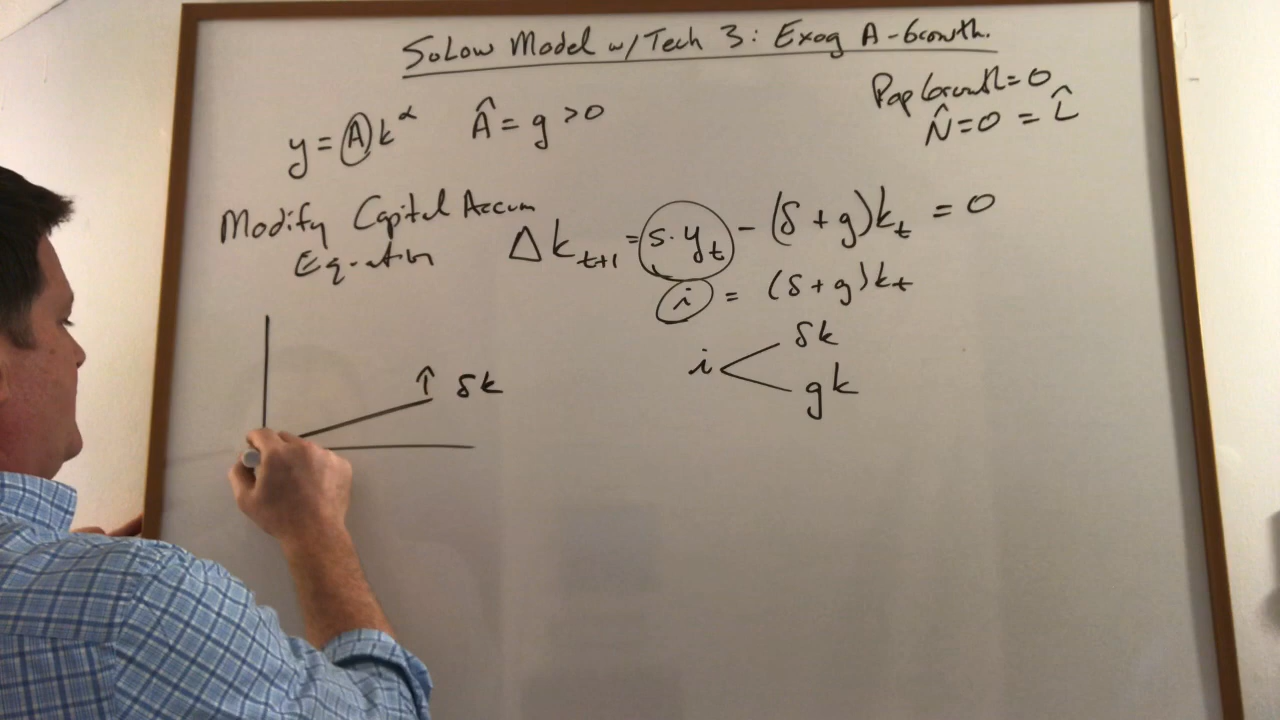 Solow Model w/ Tech 3: Exog A-Growth.
Pop Growth = 0
N̂ = 0 = L̂
y = A k^α Â = g > 0
Modify Capital Accum
Equation
Δk_{t+1} = s·y_t - (δ + g)k_t = 0
i = (δ + g)k_t
i < δk
gk
↑ δk